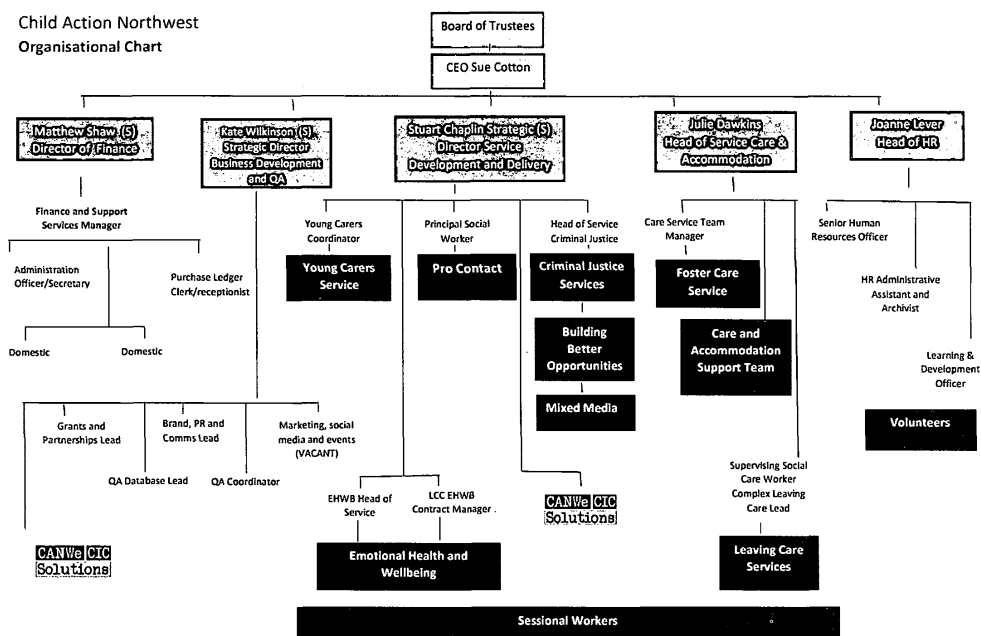 Child Action Northwest
Organisational Chart
Board of Trustees
CEO Sue Cotton
Matthew Shaw (S)
Director of Finance
Kate Wilkinson (S)
Strategic Director
Business Development
and QA
Stuart Chaplin Strategic (S)
Director Service
Development and Delivery
Julie Dawkins
Head of Service Care &
Accommodation
Joanne Lever
Head of HR
Finance and Support
Services Manager
Administration
Officer/Secretary
Purchase Ledger
Clerk/receptionist
Domestic
Domestic
Grants and
Partnerships Lead
Brand, PR and
Comms Lead
Marketing, social
media and events
(VACANT)
QA Database Lead
QA Coordinator
CANWe CIC
Solutions
Young Carers
Coordinator
Young Carers
Service
Principal Social
Worker
Pro Contact
Head of Service
Criminal Justice
Criminal Justice
Services
Building
Better
Opportunities
Mixed Media
EHWB Head of
Service
LCC EHWB
Contract Manager .
Emotional Health and
Wellbeing
CANWe CIC
Solutions
Care Service Team
Manager
Foster Care
Service
Care and
Accommodation
Support Team
Supervising Social
Care Worker
Complex Leaving
Care Lead
Leaving Care
Services
Senior Human
Resources Officer
HR Administrative
Assistant and
Archivist
Learning &
Development
Officer
Volunteers
Sessional Workers